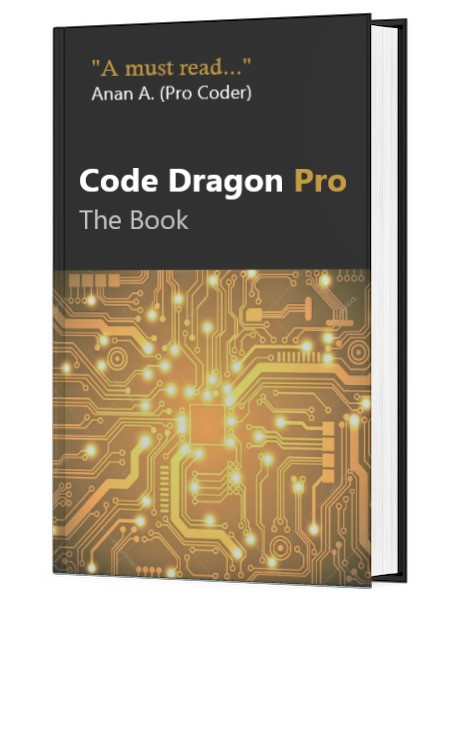 "A must read..."
Anan A. (Pro Coder)
Code Dragon Pro
The Book